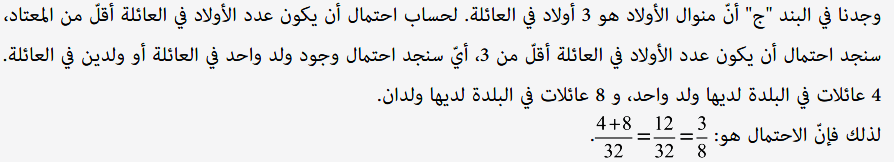 وجدنا في البند "ج" أنّ منوال الأولاد هو 3 أولاد في العائلة. لحساب احتمال أن يكون عدد الأولاد في العائلة أقلّ من المعتاد،
سنجد احتمال أن يكون عدد الأولاد في العائلة أقلّ من 3، أيّ سنجد احتمال وجود ولد واحد في العائلة أو ولدين في العائلة.
4 عائلات في البلدة لديها ولد واحد، و 8 عائلات في البلدة لديها ولدان.
لذلك فإنّ الاحتمال هو: $\frac{4+8}{32}=\frac{12}{32}=\frac{3}{8}$.